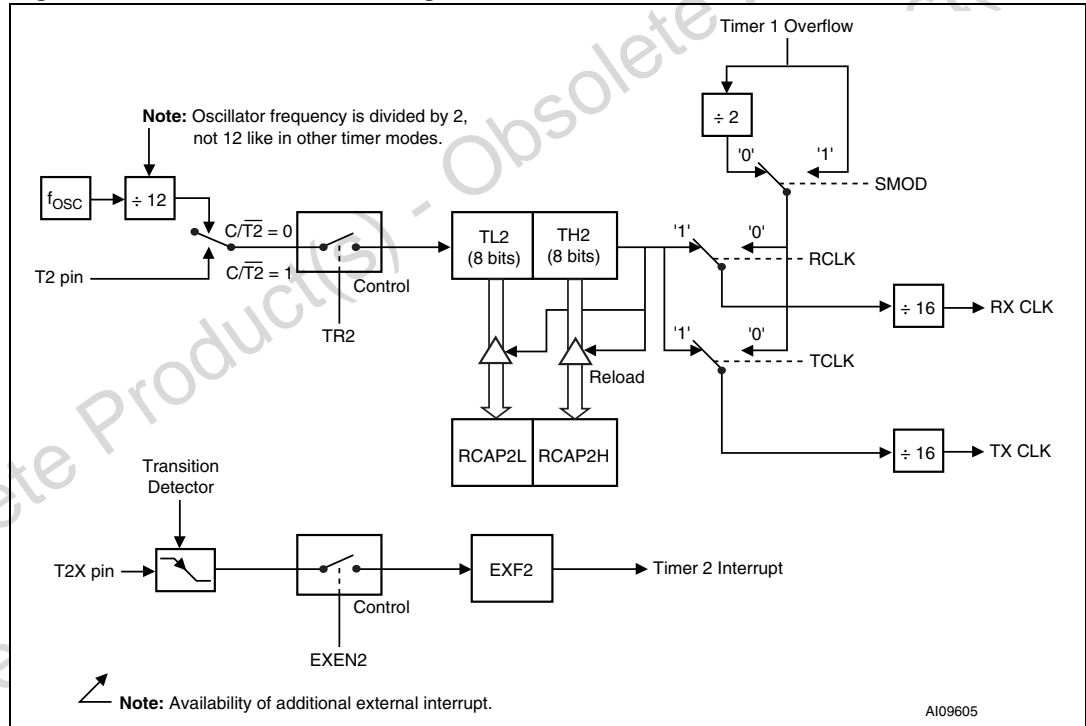 Timer 1 Overflow
Note: Oscillator frequency is divided by 2,
not 12 like in other timer modes.
÷ 2
'0'
'1'
SMOD
fOSC
÷ 12
C/T2 = 0
C/T2 = 1
T2 pin
Control
TR2
TL2
(8 bits)
TH2
(8 bits)
'1'
'0'
RCLK
÷ 16
RX CLK
'1'
'0'
TCLK
Reload
RCAP2L
RCAP2H
÷ 16
TX CLK
Transition
Detector
T2X pin
Control
EXEN2
EXF2
Timer 2 Interrupt
Note: Availability of additional external interrupt.
AI09605
ete Product(s) - Obsolete